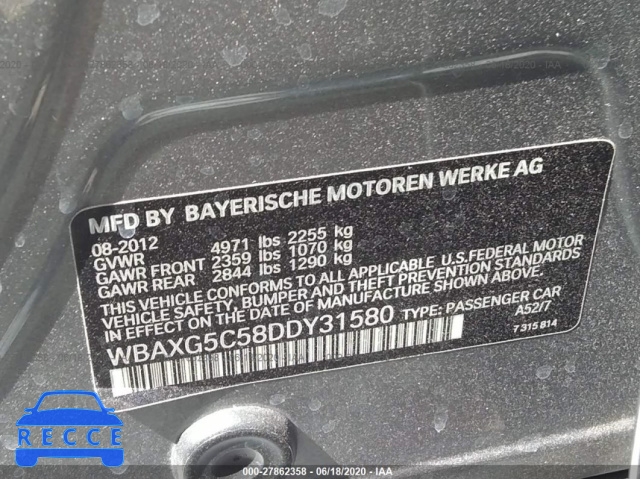 MFD BY BAYERISCHE MOTOREN WERKE AG
08-2012
GVWR 4971 lbs 2255 kg
GAWR FRONT 2359 lbs 1070 kg
GAWR REAR 2844 lbs 1290 kg
THIS VEHICLE CONFORMS TO ALL APPLICABLE U.S.FEDERAL MOTOR
VEHICLE SAFETY, BUMPER AND THEFT PREVENTION STANDARDS
IN EFFECT ON THE DATE OF MANUFACTURE SHOWN ABOVE.
WBAXG5C58DDY31580 TYPE: PASSENGER CAR
A52/7
7 315 814
RECCE
000-27862358 - 06/18/2020 - IAA